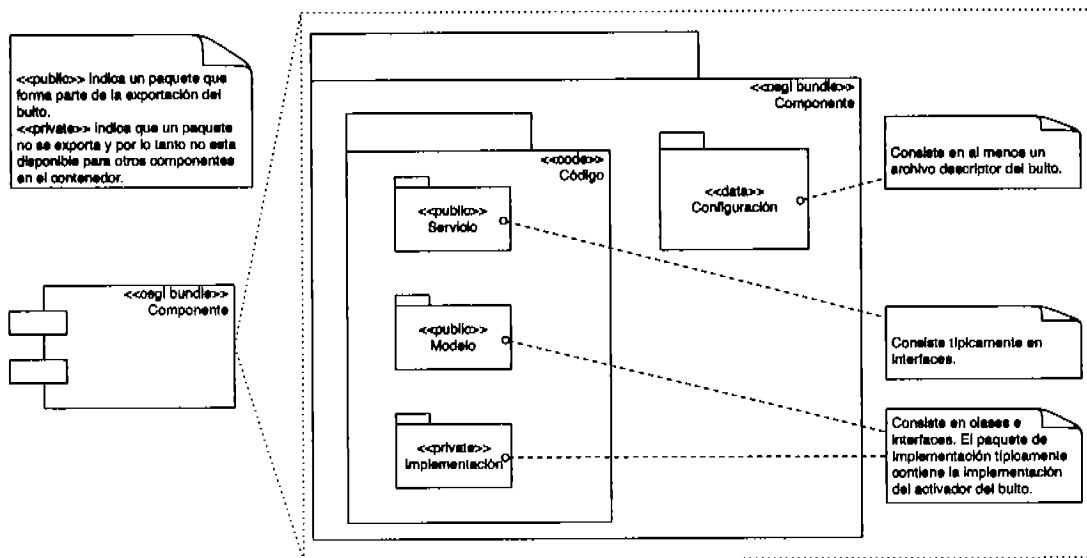 <<public>> indica un paquete que
forma parte de la exportación del
bulto.
<<private>> indica que un paquete
no se exporta y por lo tanto no esta
disponible para otros componentes
en el contenedor.
<<osgi bundle>>
Componente
<<osgi bundle>>
Componente
<<code>>
Código
<<public>>
Servicio
<<public>>
Modelo
<<private>>
Implementación
<<data>>
Configuración
Consiste en al menos un
archivo descriptor del bulto.
Consiste típicamente en
interfaces.
Consiste en clases e
interfaces. El paquete de
implementación típicamente
contiene la implementación
del activador del bulto.